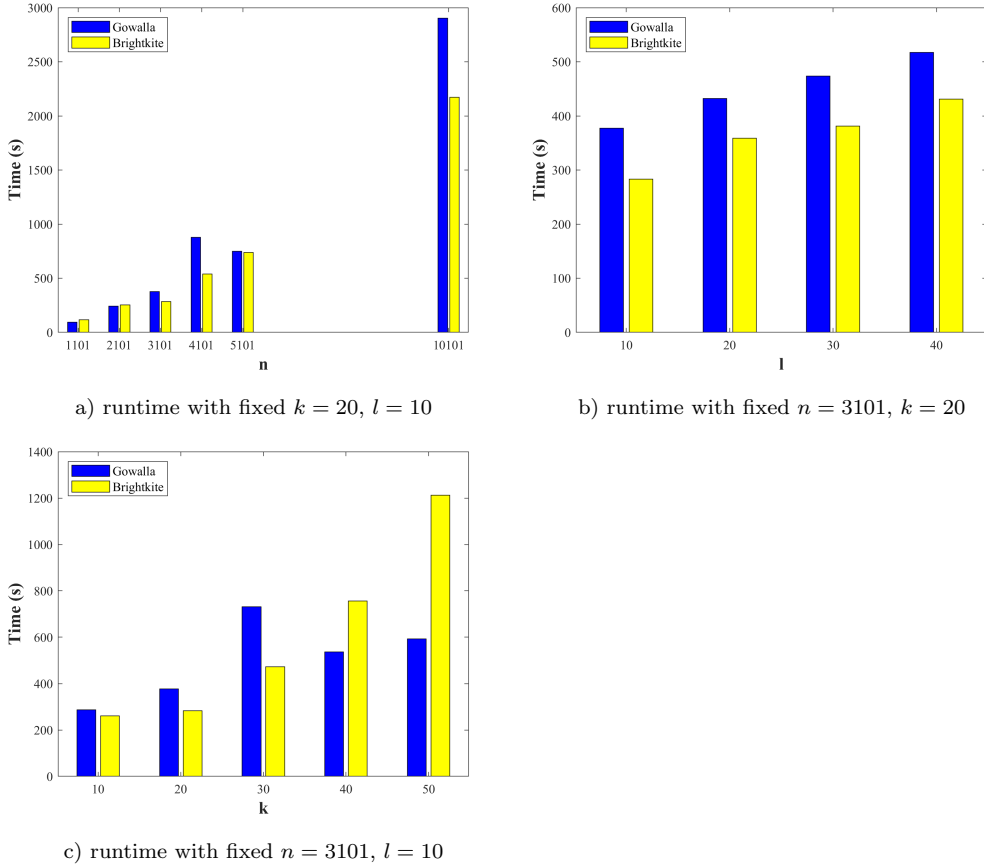 3000
2500
2000
1500
1000
500
0
Time (s)
Gowalla
Brightkite
1101 2101 3101 4101 5101 10101
n
a) runtime with fixed k = 20, l = 10
600
500
400
300
200
100
0
Time (s)
Gowalla
Brightkite
10 20 30 40
l
b) runtime with fixed n = 3101, k = 20
1400
1200
1000
800
600
400
200
0
Time (s)
Gowalla
Brightkite
10 20 30 40 50
k
c) runtime with fixed n = 3101, l = 10